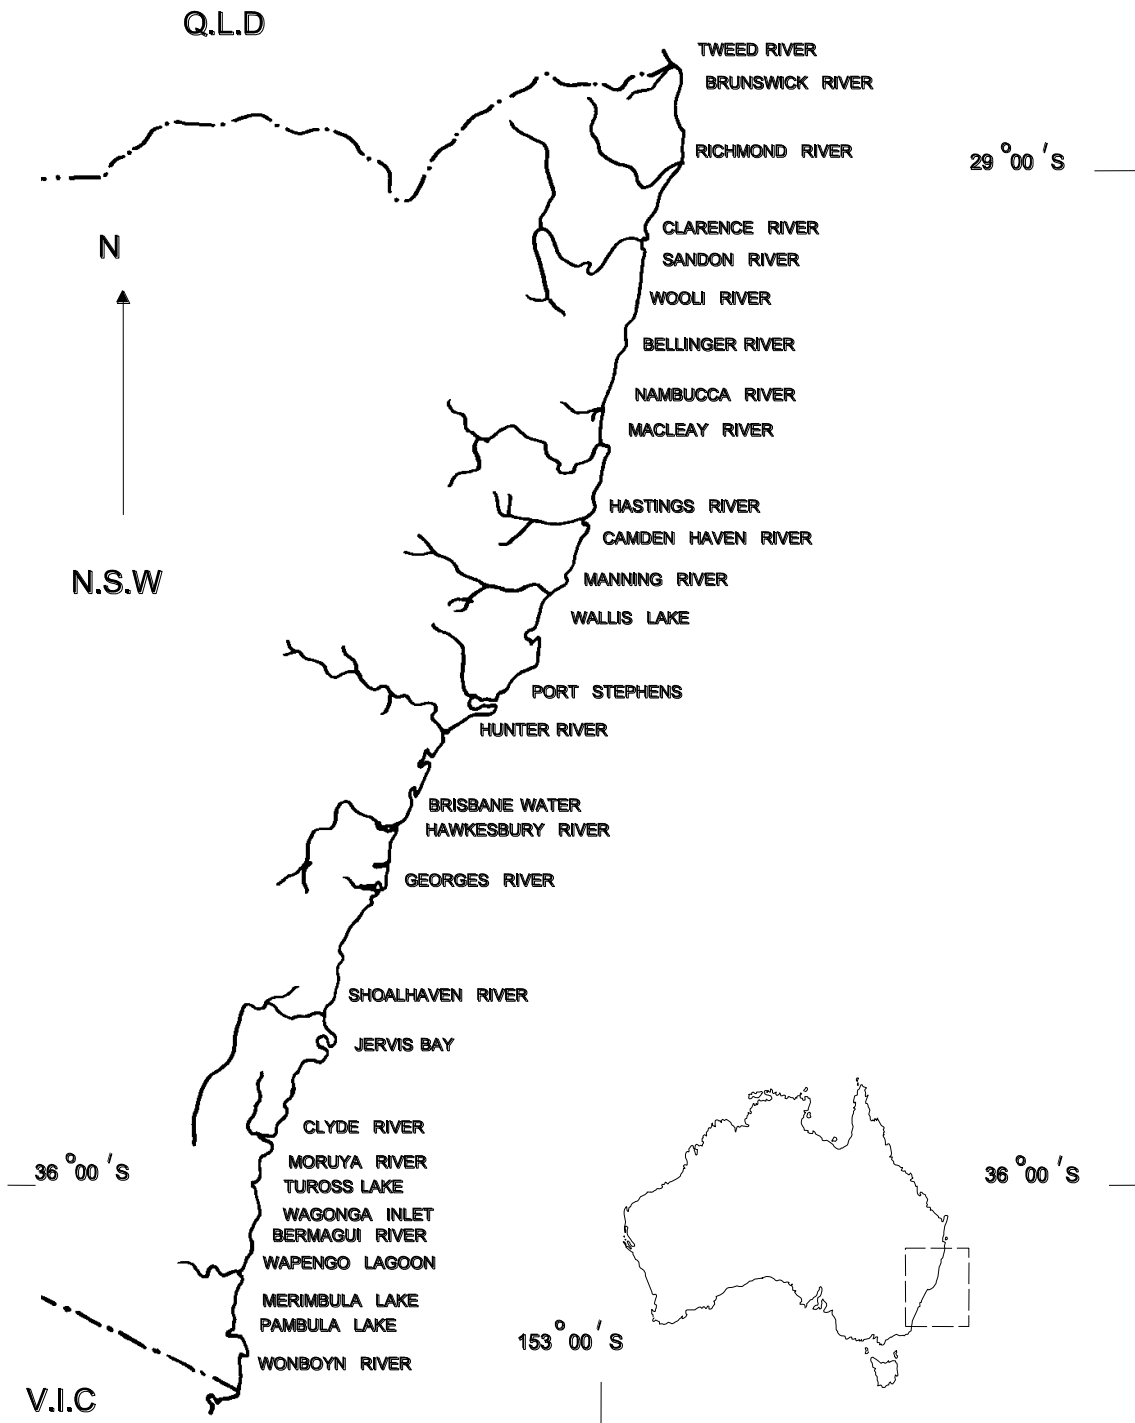 Q.L.D
TWEED RIVER
BRUNSWICK RIVER
RICHMOND RIVER
29°00'S
CLARENCE RIVER
N
SANDON RIVER
WOOLI RIVER
BELLINGER RIVER
NAMBUCCA RIVER
MACLEAY RIVER
HASTINGS RIVER
CAMDEN HAVEN RIVER
N.S.W
MANNING RIVER
WALLIS LAKE
PORT STEPHENS
HUNTER RIVER
BRISBANE WATER
HAWKESBURY RIVER
GEORGES RIVER
SHOALHAVEN RIVER
JERVIS BAY
CLYDE RIVER
MORUYA RIVER
36°00'S
36°00'S
TUROSS LAKE
WAGONGA INLET
BERMAGUI RIVER
WAPENGO LAGOON
MERIMBULA LAKE
PAMBULA LAKE
153°00'S
WONBOYN RIVER
V.I.C